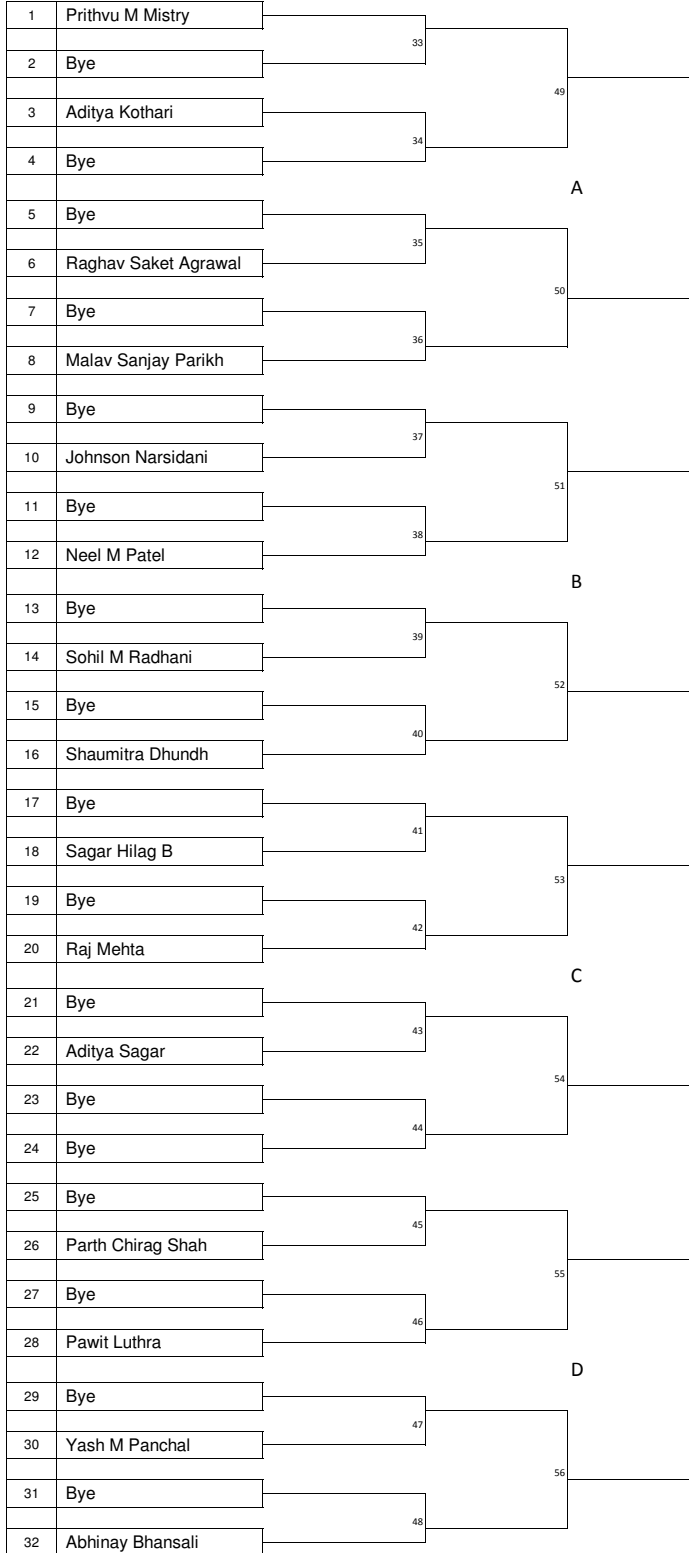 1 Prithvu M Mistry
33
2 Bye
49
3 Aditya Kothari
34
4 Bye
A
5 Bye
35
6 Raghav Saket Agrawal
50
7 Bye
36
8 Malav Sanjay Parikh
9 Bye
37
10 Johnson Narsidani
51
11 Bye
38
12 Neel M Patel
B
13 Bye
39
14 Sohil M Radhani
52
15 Bye
40
16 Shaumitra Dhundh
17 Bye
41
18 Sagar Hilag B
53
19 Bye
42
20 Raj Mehta
C
21 Bye
43
22 Aditya Sagar
54
23 Bye
44
24 Bye
25 Bye
45
26 Parth Chirag Shah
55
27 Bye
46
28 Pawit Luthra
D
29 Bye
47
30 Yash M Panchal
56
31 Bye
48
32 Abhinay Bhansali